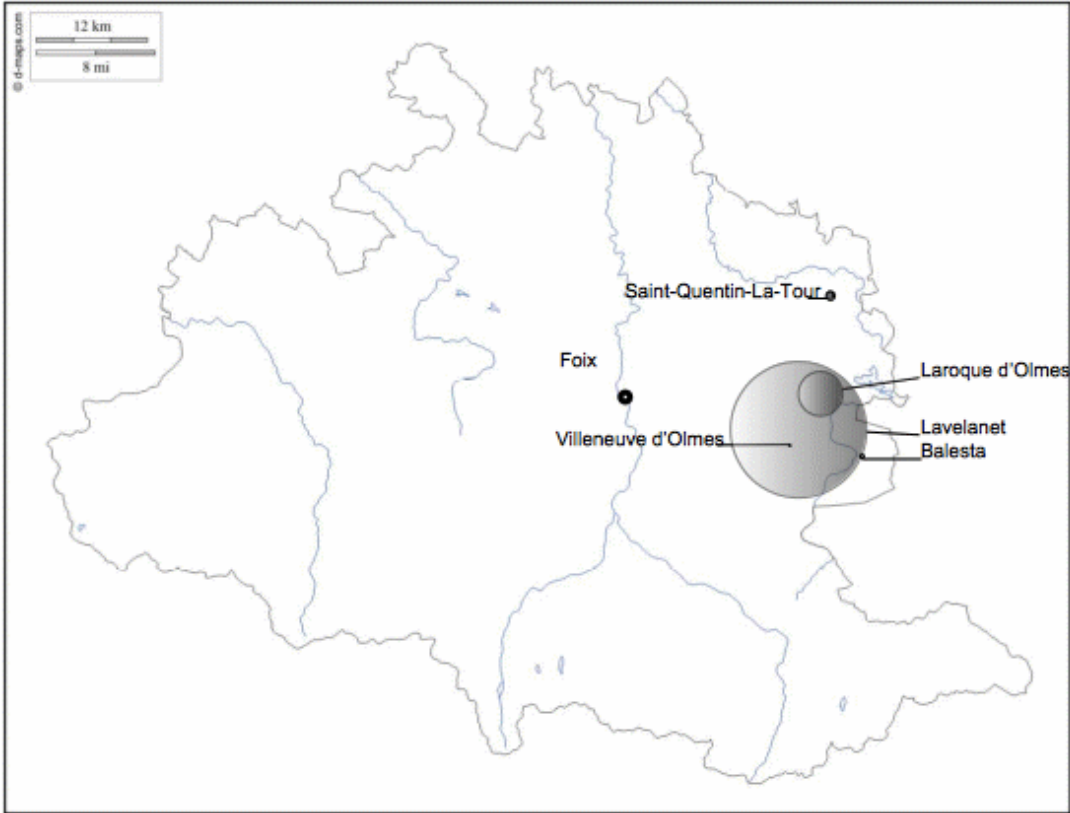 © d-maps.com
12 km
8 mi
Saint-Quentin-La-Tour
Foix
Laroque d'Olmes
Lavelanet
Villeneuve d'Olmes
Balesta